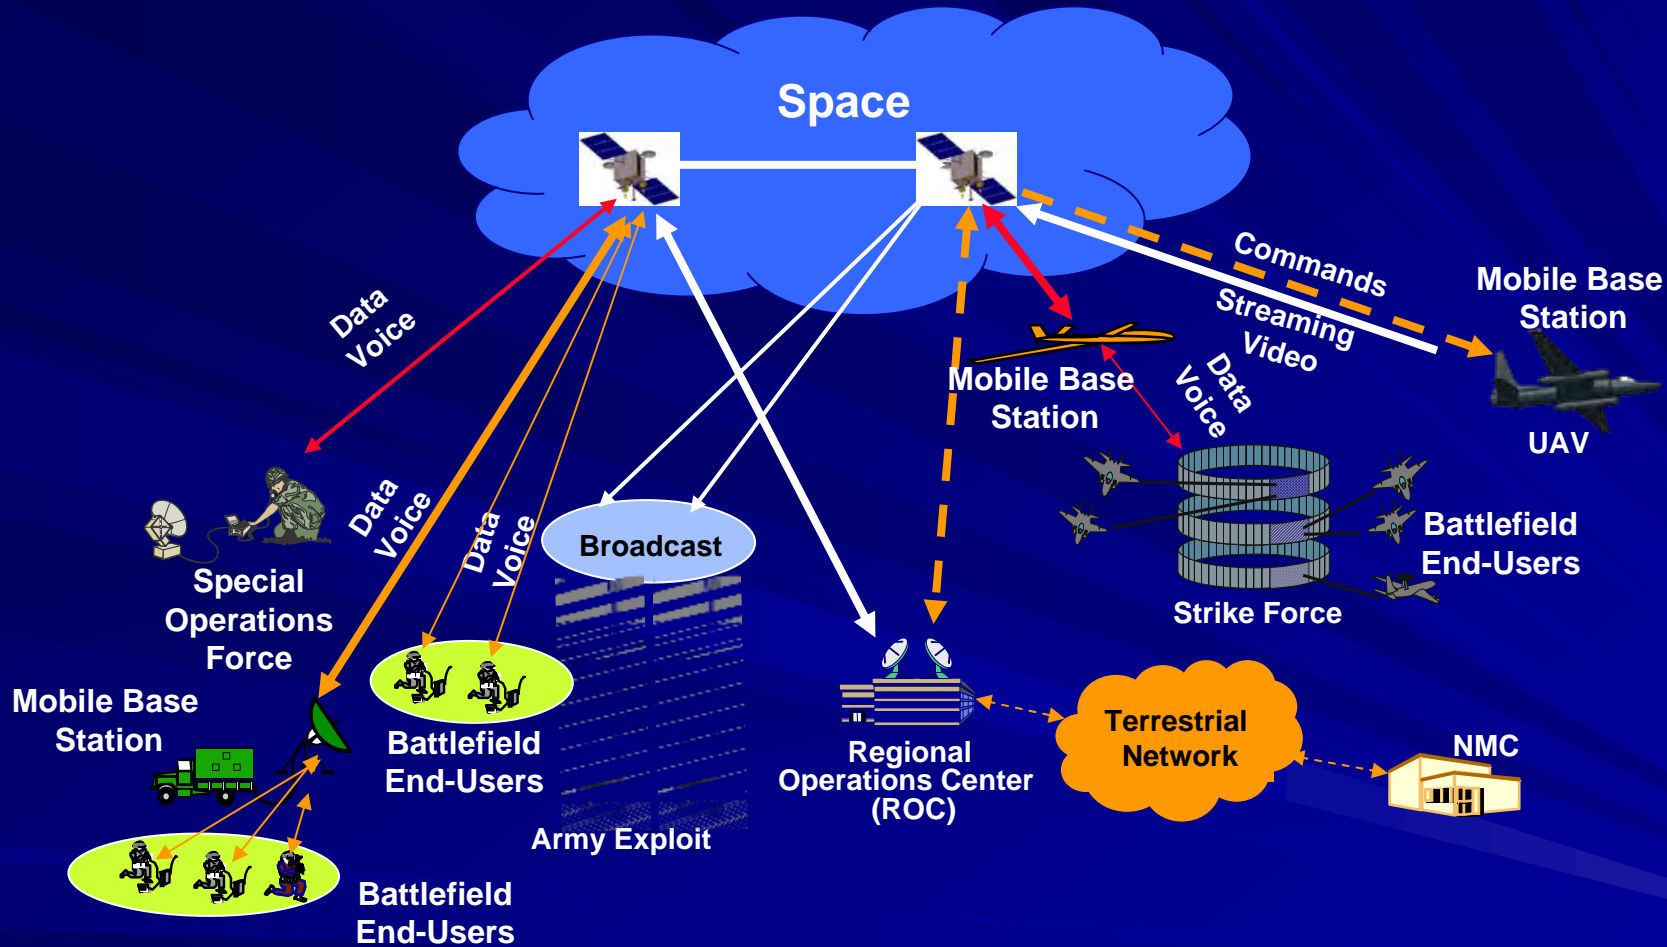 Space
Commands
Streaming
Video
Mobile Base
Station
UAV
Data
Voice
Mobile Base
Station
Data
Voice
Battlefield
End-Users
Strike Force
Data
Voice
Data
Voice
Broadcast
Special
Operations
Force
Mobile Base
Station
Battlefield
End-Users
Army Exploit
Regional
Operations Center
(ROC)
Terrestrial
Network
NMC
Battlefield
End-Users